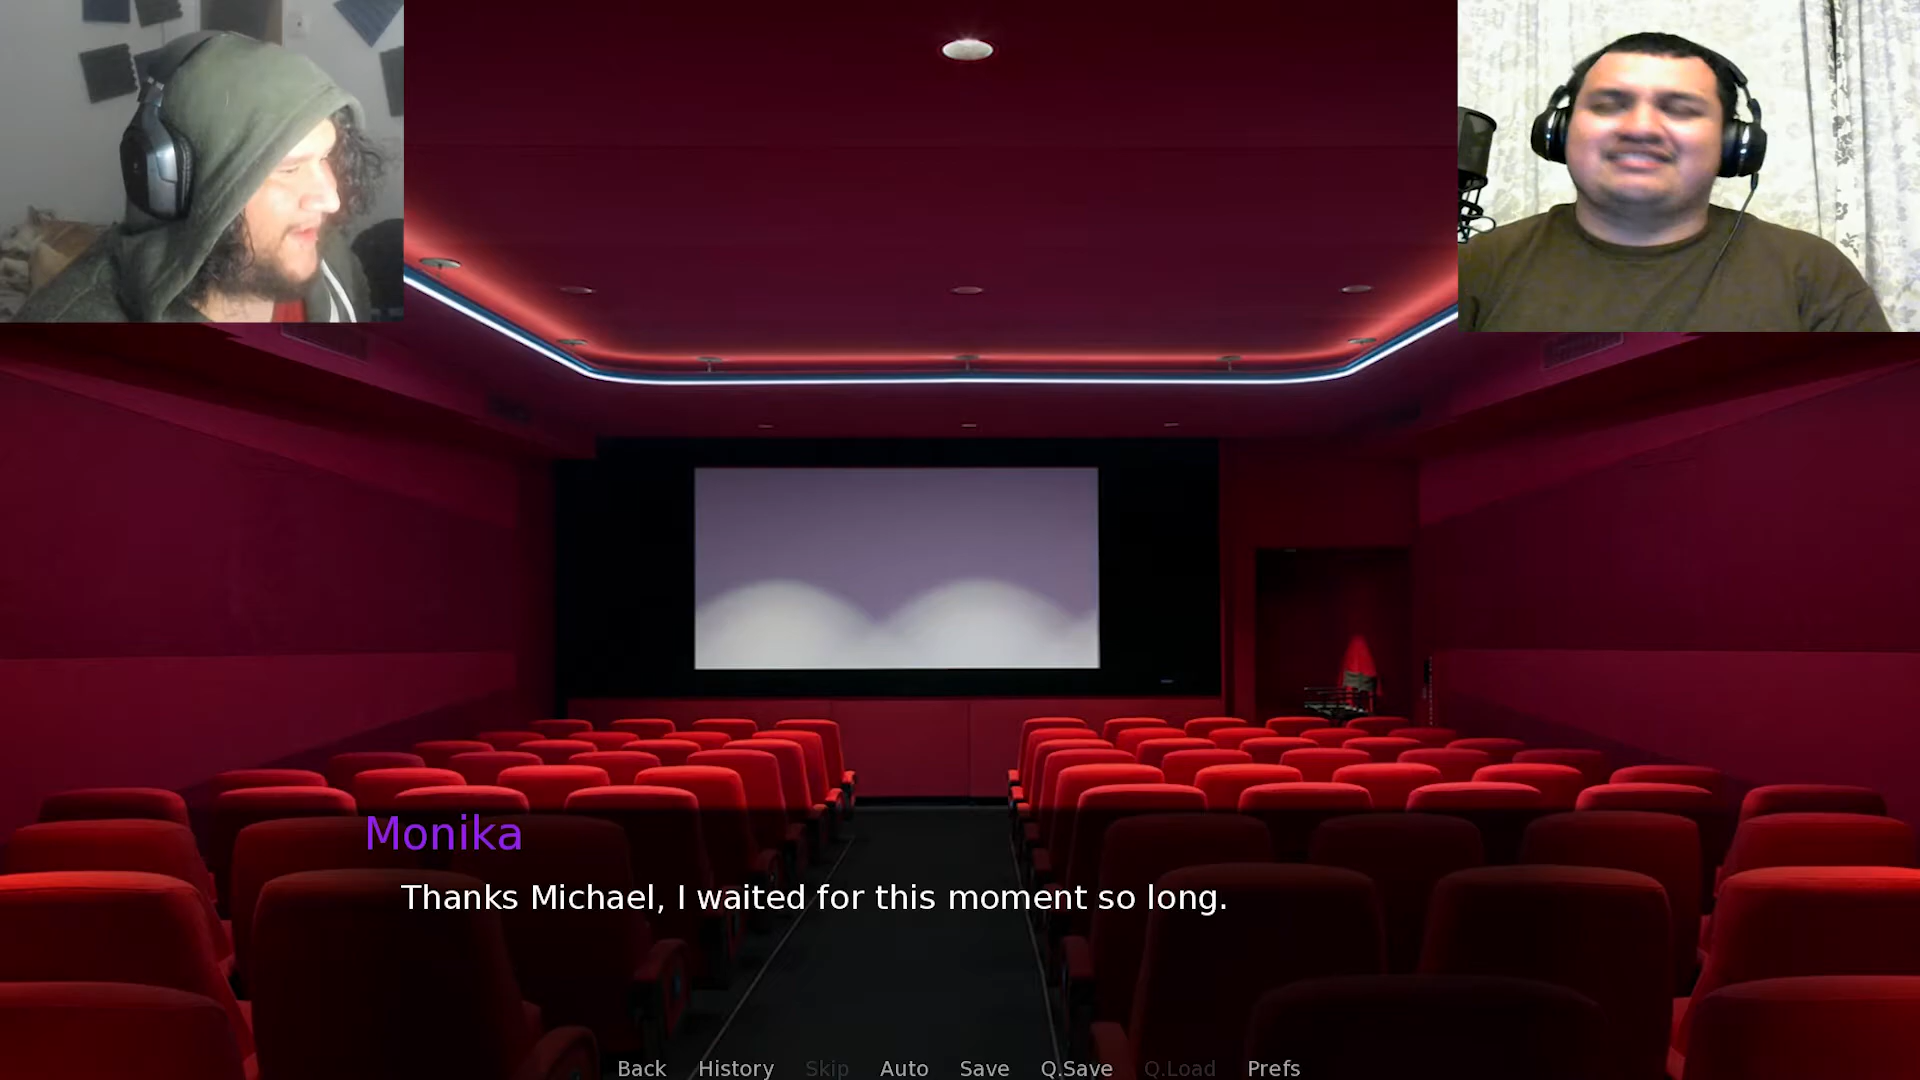 Monika
Thanks Michael, I waited for this moment so long.
Back History Skip Auto Save Q.Save Q.Load Prefs